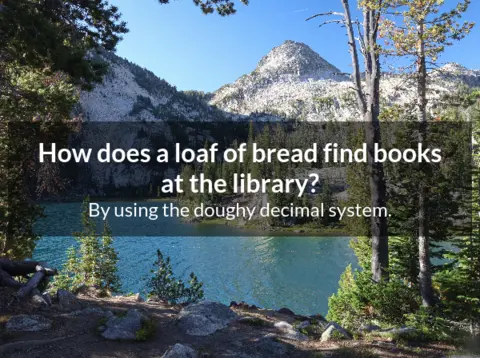 How does a loaf of bread find books
at the library?
By using the doughy decimal system.